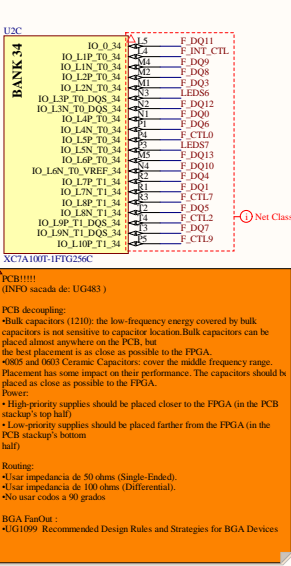 U2C
BANK 34
IO_0_34 L5 F_DQ11
IO_L1P_T0_34 L4 F_INT_CTL
IO_L1N_T0_34 M4 F_DQ9
IO_L2P_T0_34 M2 F_DQ8
IO_L2N_T0_34 M1 F_DQ3
IO_L3P_T0_DQS_34 N3 LEDS6
IO_L3N_T0_DQS_34 N2 F_DQ12
IO_L4P_T0_34 N1 F_DQ0
IO_L4N_T0_34 P1 F_DQ6
IO_L5P_T0_34 P4 F_CTL0
IO_L5N_T0_34 P3 LEDS7
IO_L6P_T0_34 M5 F_DQ13
IO_L6N_T0_VREF_34 N4 F_DQ10
IO_L7P_T1_34 R2 F_DQ4
IO_L7N_T1_34 R1 F_DQ1
IO_L8P_T1_34 R3 F_CTL7
IO_L8N_T1_34 T2 F_DQ5
IO_L9P_T1_DQS_34 T4 F_CTL2
IO_L9N_T1_DQS_34 T3 F_DQ7
IO_L10P_T1_34 P5 F_CTL9
i Net Class
XC7A100T-1FTG256C
PCB!!!!!
(INFO sacada de: UG483 )
PCB decoupling:
•Bulk capacitors (1210): the low-frequency energy covered by bulk
capacitors is not sensitive to capacitor location.Bulk capacitors can be
placed almost anywhere on the PCB, but
the best placement is as close as possible to the FPGA.
•0805 and 0603 Ceramic Capacitors: cover the middle frequency range.
Placement has some impact on their performance. The capacitors should be
placed as close as possible to the FPGA.
Power:
• High-priority supplies should be placed closer to the FPGA (in the PCB
stackup's top half)
• Low-priority supplies should be placed farther from the FPGA (in the
PCB stackup's bottom
half)
Routing:
•Usar impedancia de 50 ohms (Single-Ended).
•Usar impedancia de 100 ohms (Differential).
•No usar codos a 90 grados
BGA FanOut :
•UG1099 Recommended Design Rules and Strategies for BGA Devices